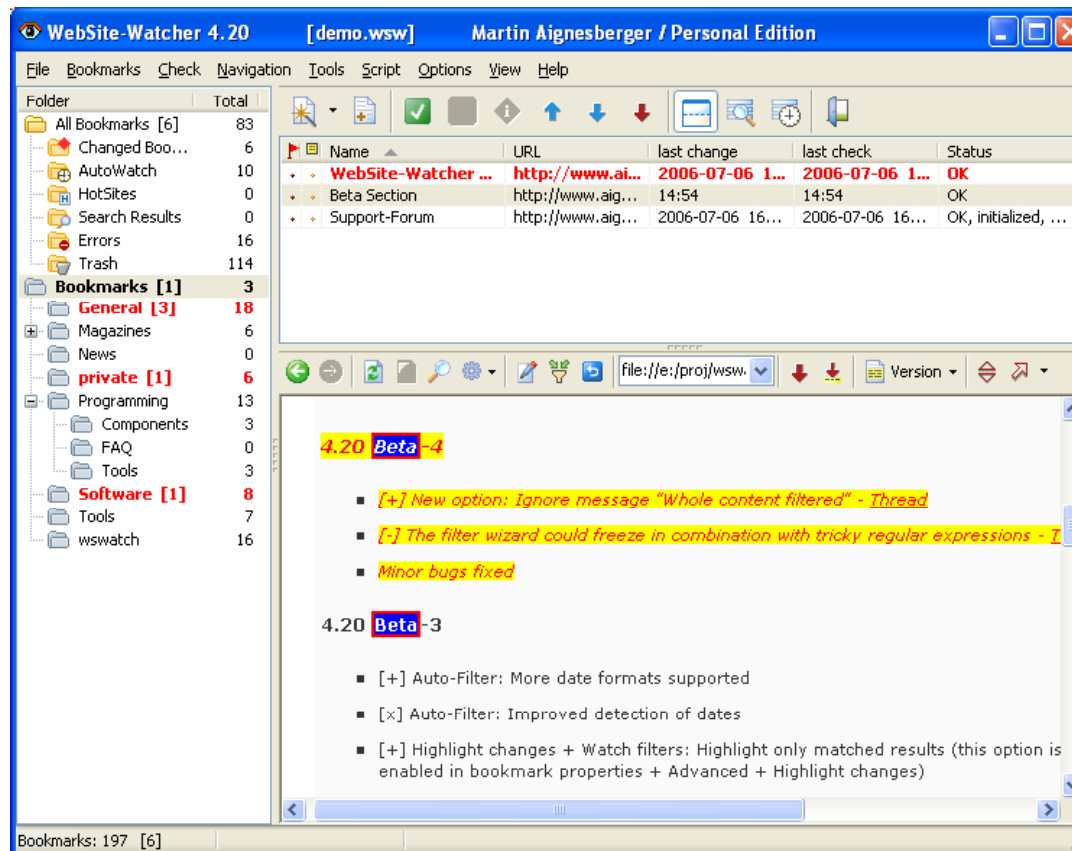 WebSite-Watcher 4.20 [demo.wsw] Martin Aignesberger / Personal Edition
File Bookmarks Check Navigation Tools Script Options View Help
Folder Total
All Bookmarks [6] 83
Changed Boo... 6
AutoWatch 10
HotSites 0
Search Results 0
Errors 16
Trash 114
Bookmarks [1] 3
General [3] 18
Magazines 6
News 0
private [1] 6
Programming 13
Components 3
FAQ 0
Tools 3
Software [1] 8
Tools 7
wswatch 16
Name URL last change last check Status
WebSite-Watcher ... http://www.ai... 2006-07-06 1... 2006-07-06 1... OK
Beta Section http://www.aig... 14:54 14:54 OK
Support-Forum http://www.aig... 2006-07-06 16... 2006-07-06 16... OK, initialized, ...
file://e:/proj/wsw. Version
4.20 Beta-4
[+] New option: Ignore message "Whole content filtered" - Thread
[-] The filter wizard could freeze in combination with tricky regular expressions - T
Minor bugs fixed
4.20 Beta-3
[+] Auto-Filter: More date formats supported
[x] Auto-Filter: Improved detection of dates
[+] Highlight changes + Watch filters: Highlight only matched results (this option is
enabled in bookmark properties + Advanced + Highlight changes)
Bookmarks: 197 [6]